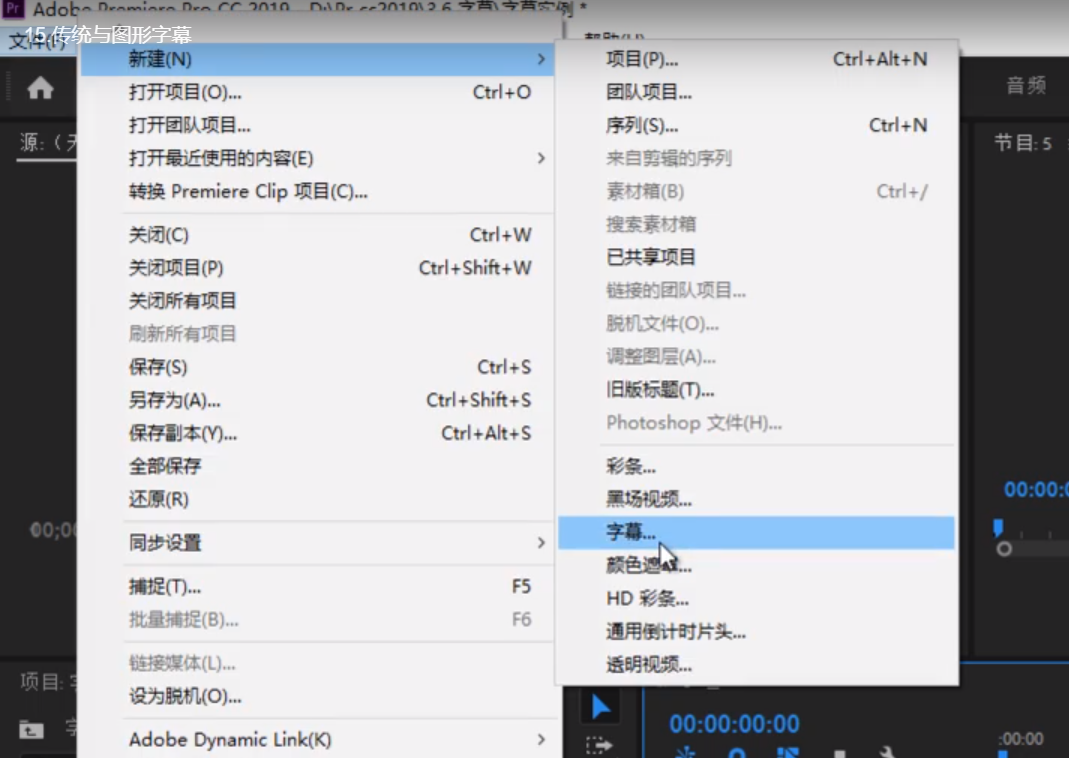 Adobe Premiere Pro CC 2019 - D:\Pr cc2019\3.6 字幕\字幕实例 *
15 传统与图形字幕
文件(F)
帮助(H)
新建(N)
打开项目(O)... Ctrl+O
打开团队项目...
打开最近使用的内容(E)
转换 Premiere Clip 项目(C)...
关闭(C) Ctrl+W
关闭项目(P) Ctrl+Shift+W
关闭所有项目
刷新所有项目
保存(S) Ctrl+S
另存为(A)... Ctrl+Shift+S
保存副本(Y)... Ctrl+Alt+S
全部保存
还原(R)
同步设置
捕捉(T)... F5
批量捕捉(B)... F6
链接媒体(L)...
设为脱机(O)...
Adobe Dynamic Link(K)
项目(P)... Ctrl+Alt+N
团队项目...
序列(S)... Ctrl+N
来自剪辑的序列
素材箱(B) Ctrl+/
搜索素材箱
已共享项目
链接的团队项目...
脱机文件(O)...
调整图层(A)...
旧版标题(T)...
Photoshop 文件(H)...
彩条...
黑场视频...
字幕...
颜色遮...
HD 彩条...
通用倒计时片头...
透明视频...
音频
源:（无
节目: 5
00:00:0
00;00
项目: 字
字
00:00:00:00
:00:00